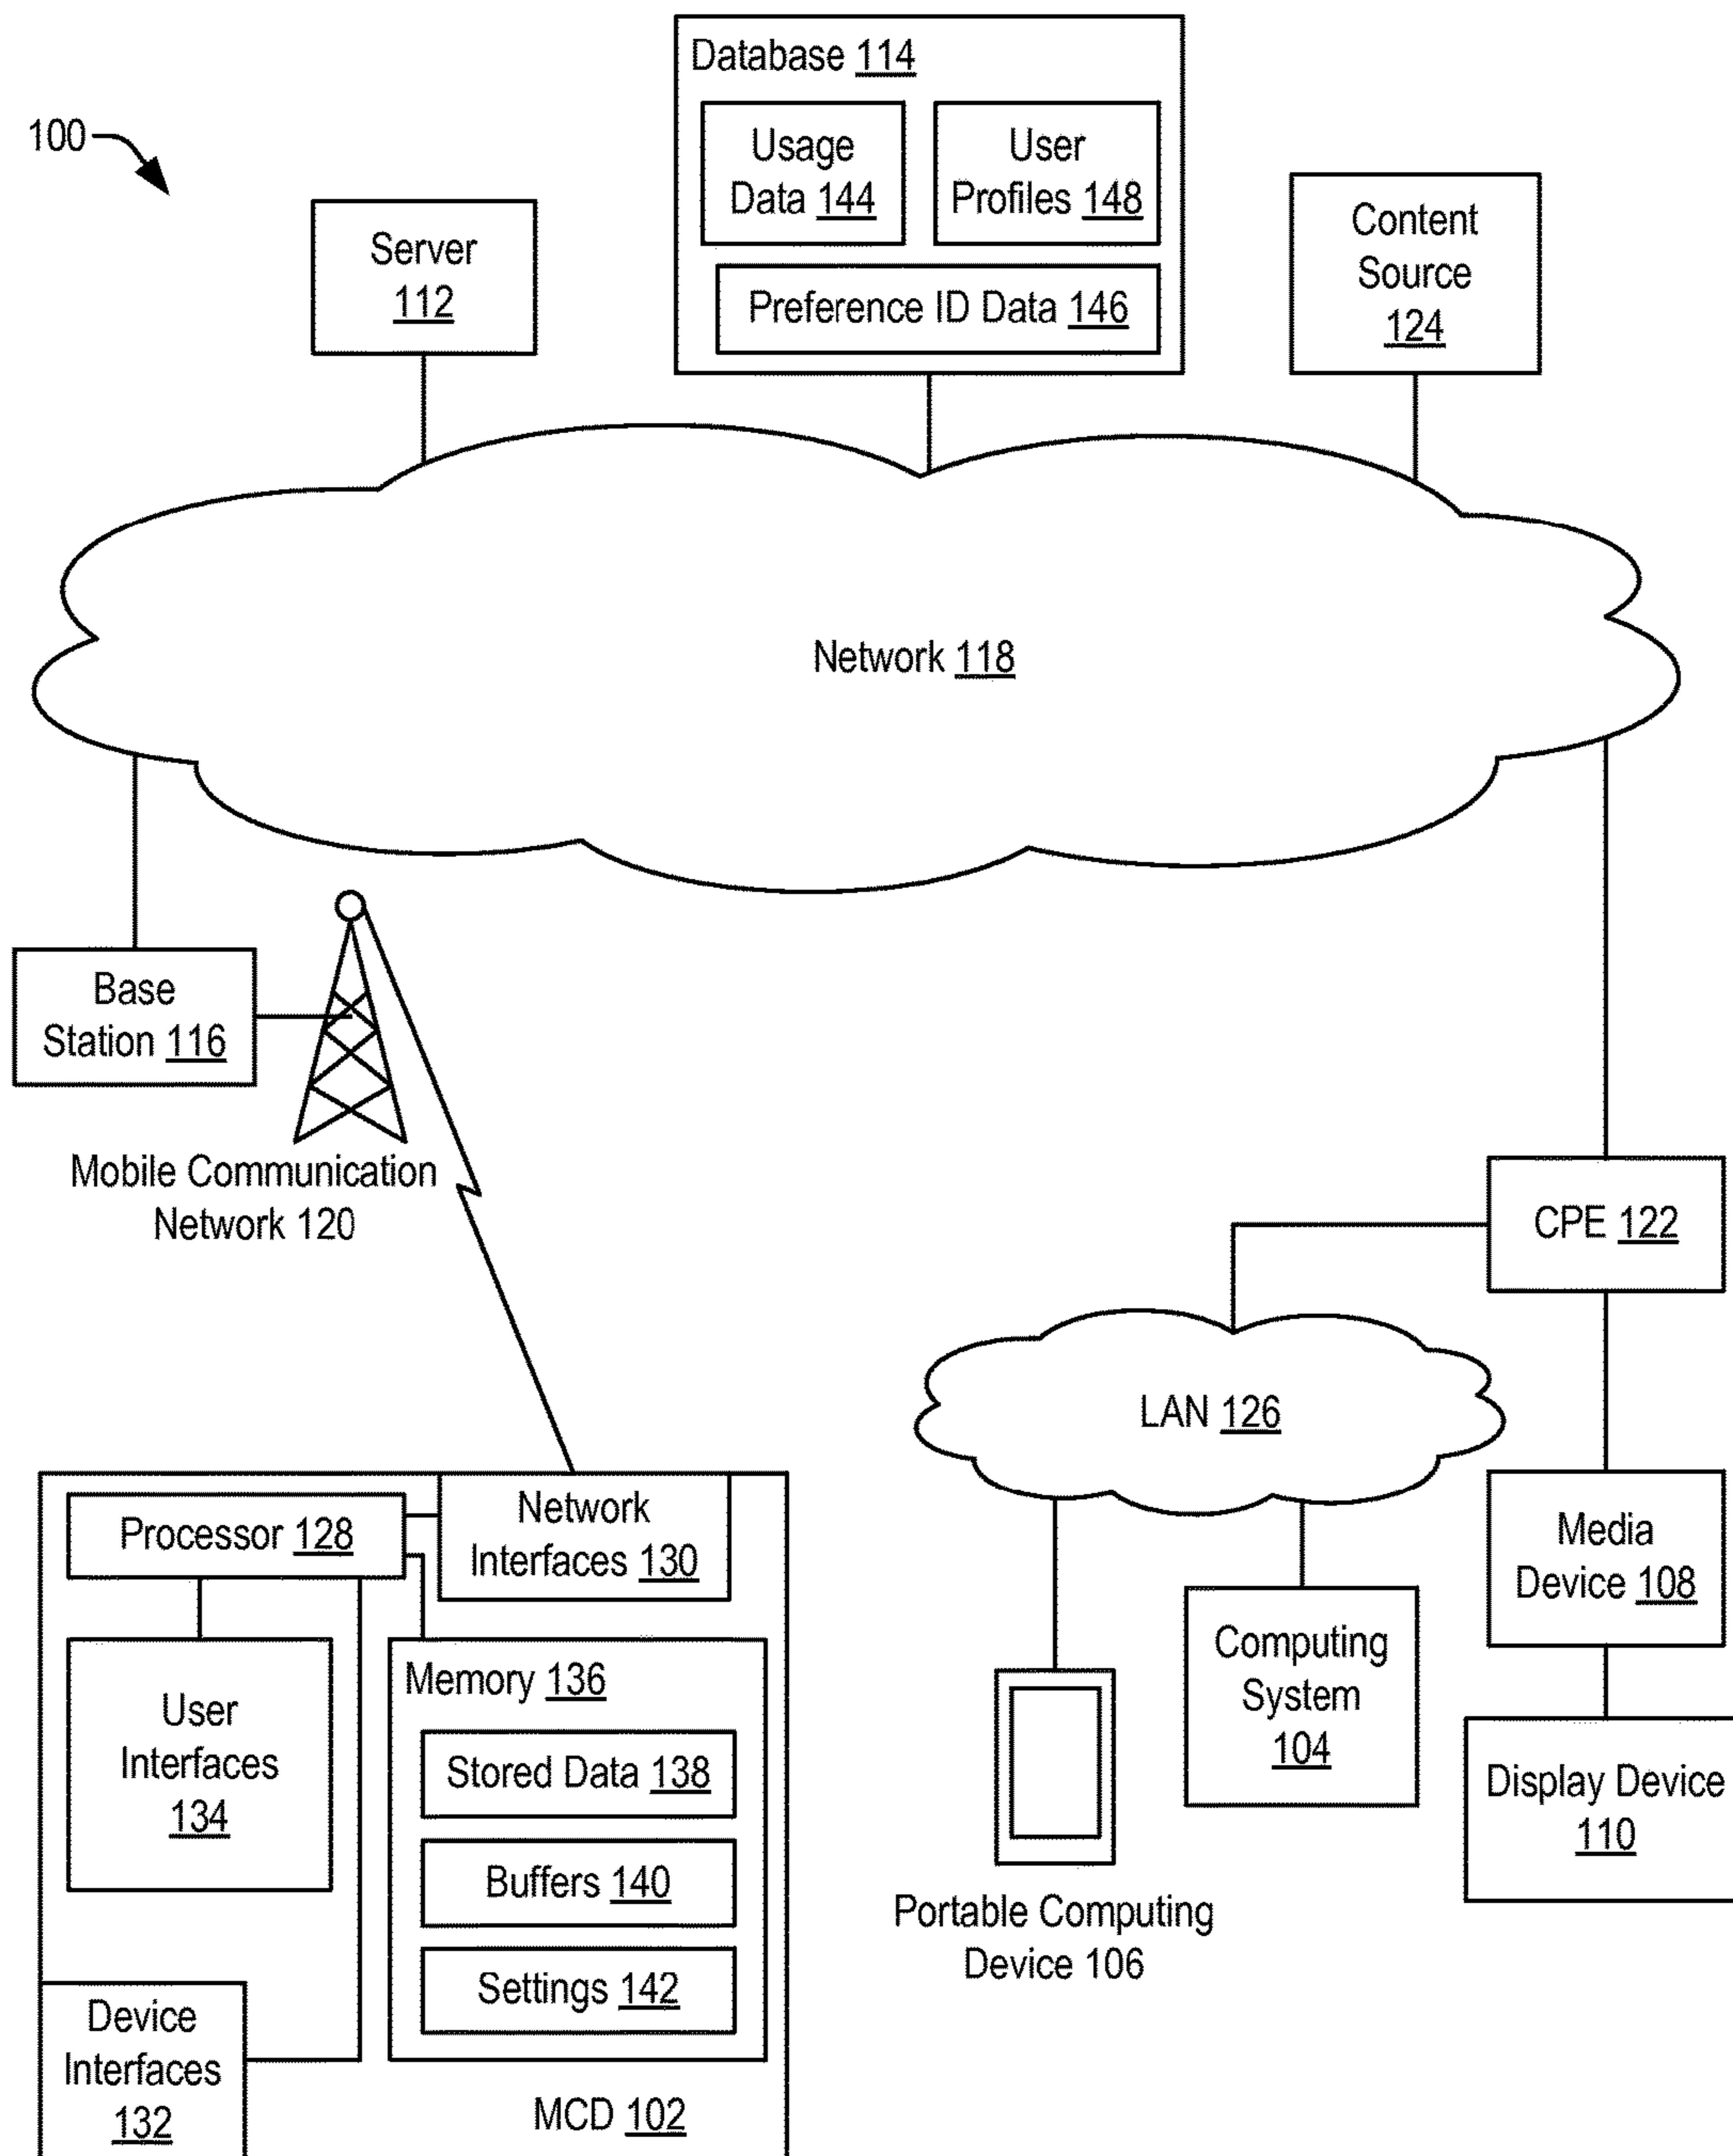 100
Database 114
Usage
Data 144
User
Profiles 148
Preference ID Data 146
Server
112
Content
Source
124
Network 118
Base
Station 116
Mobile Communication
Network 120
CPE 122
LAN 126
Processor 128
Network
Interfaces 130
Media
Device 108
User
Interfaces
134
Memory 136
Stored Data 138
Buffers 140
Settings 142
Computing
System
104
Display Device
110
Portable Computing
Device 106
Device
Interfaces
132
MCD 102